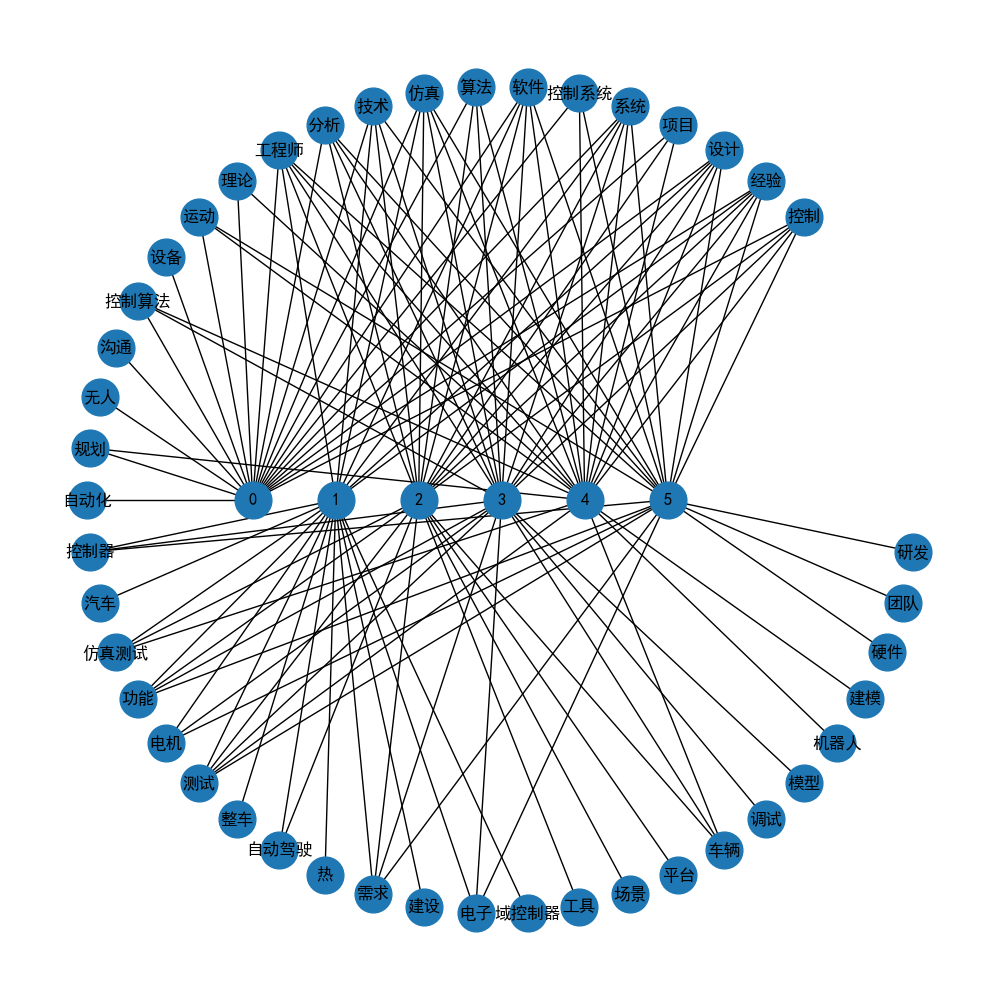 算法
仿真
软件
控制系统
技术
系统
分析
项目
工程师
设计
理论
经验
运动
控制
设备
控制算法
沟通
无人
规划
自动化
0
1
2
3
4
5
控制器
研发
汽车
团队
仿真测试
硬件
功能
建模
电机
机器人
测试
模型
整车
调试
自动驾驶
车辆
热
平台
需求
场景
建设
工具
电子
域控制器